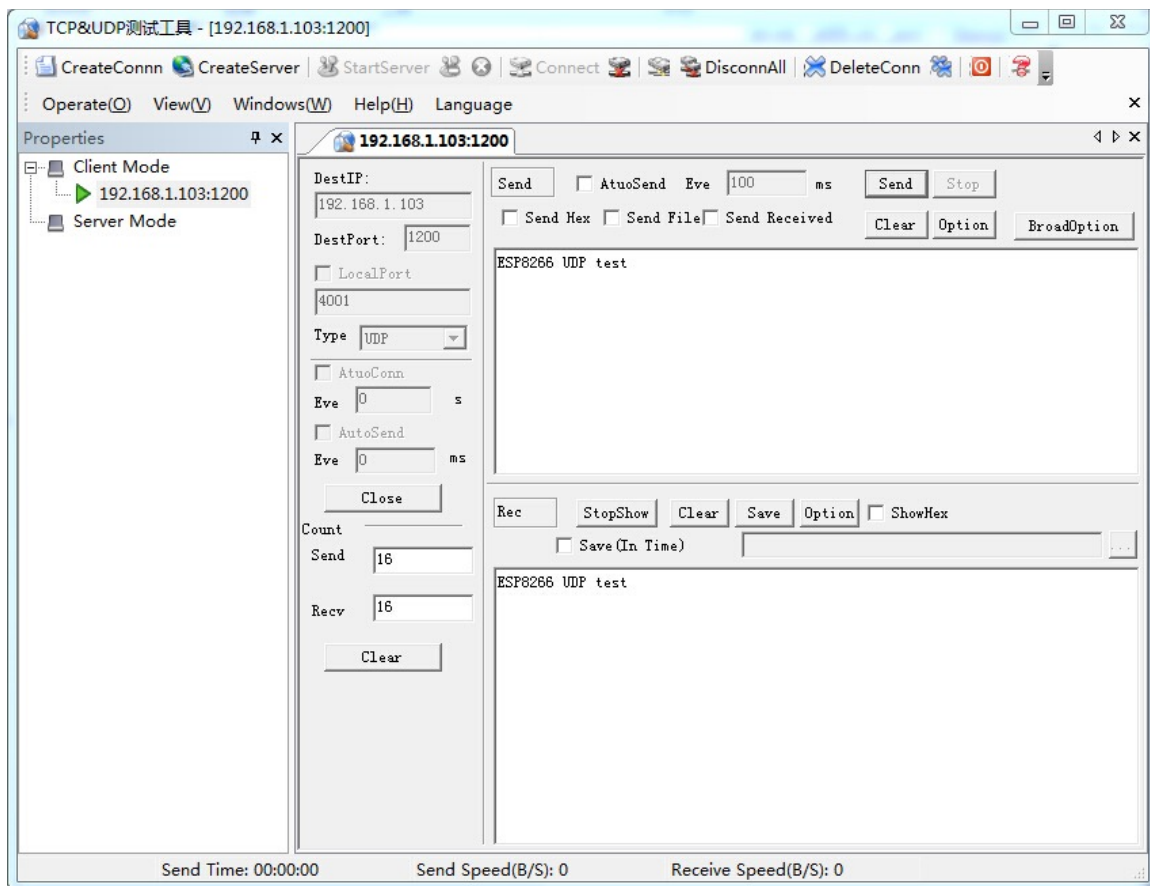 TCP&UDP测试工具 - [192.168.1.103:1200]
CreateConnn CreateServer StartServer Connect DisconnAll DeleteConn
Operate(O) View(V) Windows(W) Help(H) Language
Properties
Client Mode
192.168.1.103:1200
Server Mode
192.168.1.103:1200
DestIP:
192.168.1.103
DestPort: 1200
LocalPort
4001
Type UDP
AtuoConn
Eve 0 s
AutoSend
Eve 0 ms
Close
Count
Send 16
Recv 16
Clear
Send AtuoSend Eve 100 ms Send Stop
Send Hex Send File Send Received Clear Option BroadOption
ESP8266 UDP test
Rec StopShow Clear Save Option ShowHex
Save(In Time) ...
ESP8266 UDP test
Send Time: 00:00:00 Send Speed(B/S): 0 Receive Speed(B/S): 0